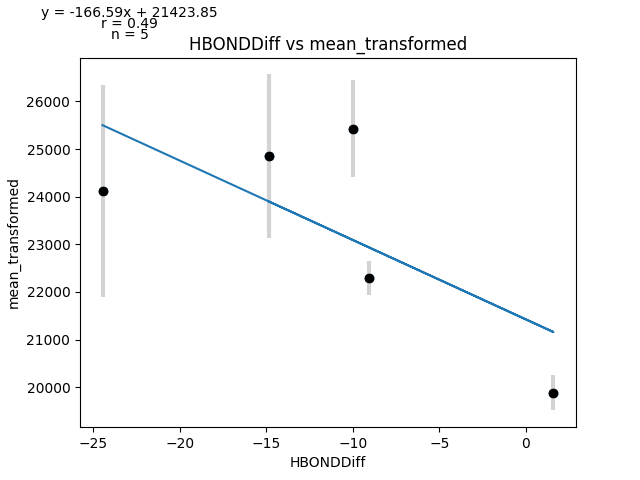 y = -166.59x + 21423.85
r = 0.49
n = 5
HBONDDiff vs mean_transformed
26000
25000
24000
23000
22000
21000
20000
mean_transformed
−25 −20 −15 −10 −5 0
HBONDDiff